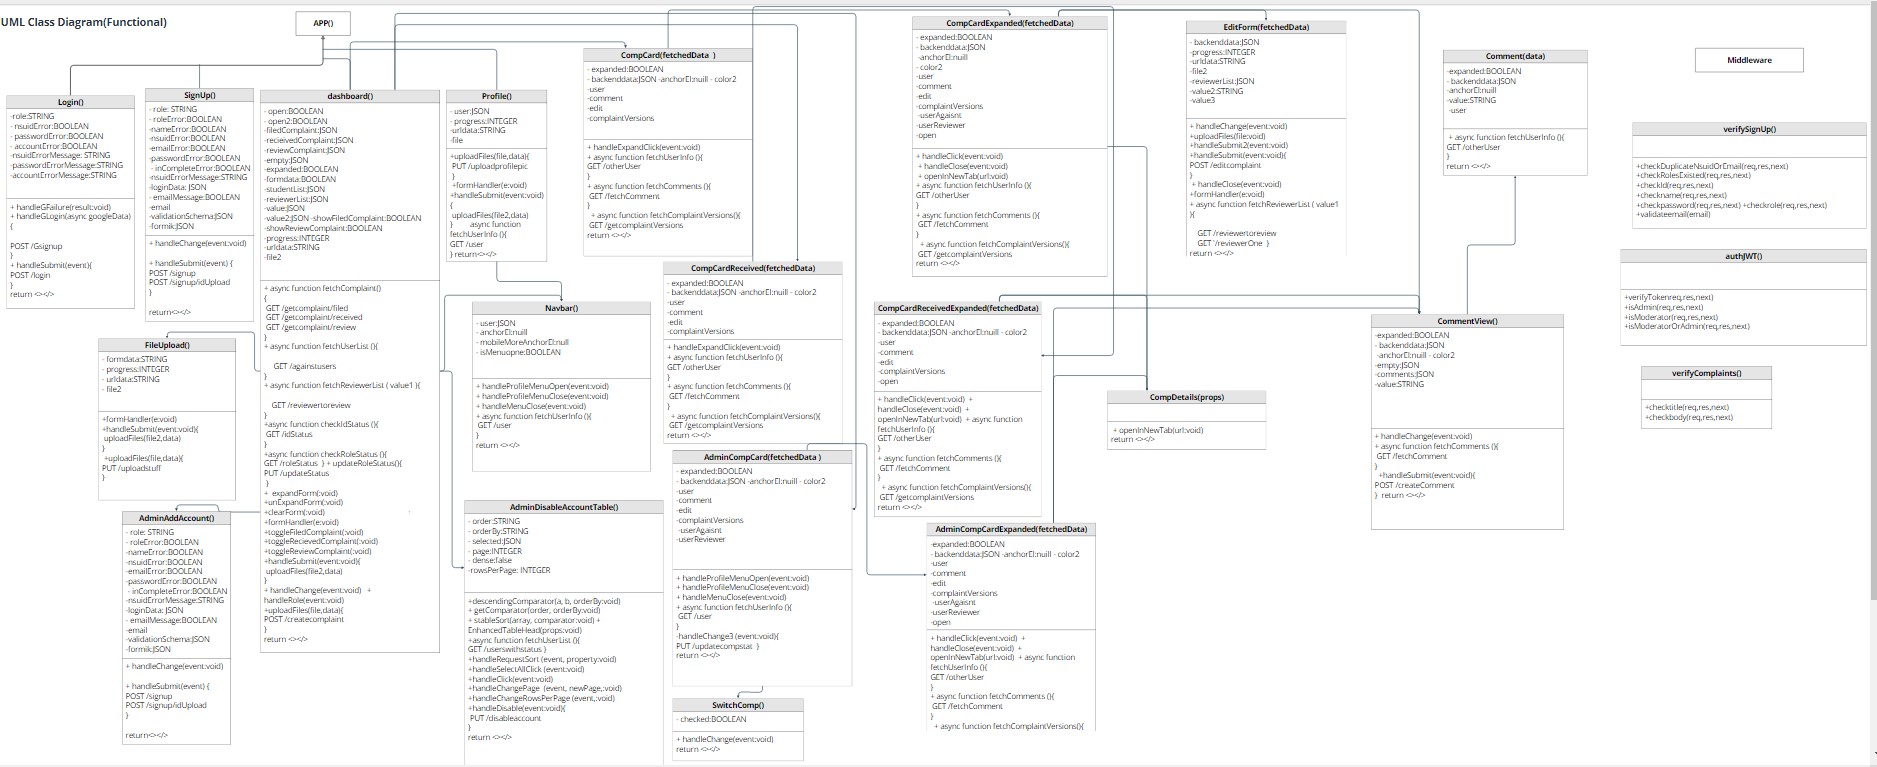 UML Class Diagram(Functional)
APP()
Login()
-role:STRING
- nsuidError:BOOLEAN
- passwordError:BOOLEAN
- accountError:BOOLEAN
-nsuidErrorMessage: STRING
-passwordErrorMessage:STRING
-accountErrorMessage:STRING
+ handleGFailure(result:void)
+ handleGLogin(async googleData)
{
POST /Gsignup
}
+ handleSubmit(event){
POST /login
}
return <></>
SignUp()
- role: STRING
- roleError:BOOLEAN
-nameError:BOOLEAN
-nsuidError:BOOLEAN
-emailError:BOOLEAN
-passwordError:BOOLEAN
- inCompleteError:BOOLEAN
-nsuidErrorMessage:STRING
-loginData: JSON
- emailMessage:BOOLEAN
-email
-validationSchema:JSON
-formik:JSON
+ handleChange(event:void)
+ handleSubmit(event) {
POST /signup
POST /signup/idUpload
}
return<></>
dashboard()
- open:BOOLEAN
- open2:BOOLEAN
-filedComplaint:JSON
-recieivedComplaint:JSON
-reviewComplaint:JSON
-empty:JSON
-expanded:BOOLEAN
-formdata:BOOLEAN
-studentList:JSON
-reviewerList:JSON
-value:JSON
-value2:JSON -showFiledComplaint:BOOLEAN
-showReviewComplaint:BOOLEAN
-progress:INTEGER
-urldata:STRING
-file2
+ async function fetchComplaint()
{
GET /getcomplaint/filed
GET /getcomplaint/received
GET /getcomplaint/review
}
+ async function fetchUserList (){
GET /againstusers
}
+ async function fetchReviewerList ( value1 ){
GET /reviewertoreview
}
+async function checkIdStatus (){
GET /idStatus
}
+async function checkRoleStatus (){
GET /roleStatus } + updateRoleStatus(){
PUT /updateStatus
}
+ expandForm(:void)
+unExpandForm(:void)
+clearForm(:void)
+formHandler(e:void)
+toggleFiledComplaint(:void)
+toggleRecievedComplaint(:void)
+toggleReviewComplaint(:void)
+handleSubmit(event:void){
uploadFiles(file2,data)
}
+ handleChange(event:void) +
handleRole(event:void)
+uploadFiles(file,data){
POST /createcomplaint
}
return <></>
Profile()
- user:JSON
- progress:INTEGER
-urldata:STRING
-file
+uploadFiles(file,data){
PUT /uploadprofilepic
}
+formHandler(e:void)
+handleSubmit(event:void)
{
uploadFiles(file2,data)
} async function
fetchUserInfo (){
GET /user
} return<></>
FileUpload()
- formdata:STRING
- progress:INTEGER
- urldata:STRING
- file2
+formHandler(e:void)
+handleSubmit(event:void){
uploadFiles(file2,data)
}
+uploadFiles(file,data){
PUT /uploadstuff
}
AdminAddAccount()
- role: STRING
- roleError:BOOLEAN
-nameError:BOOLEAN
-nsuidError:BOOLEAN
-emailError:BOOLEAN
-passwordError:BOOLEAN
- inCompleteError:BOOLEAN
-nsuidErrorMessage:STRING
-loginData: JSON
- emailMessage:BOOLEAN
-email
-validationSchema:JSON
-formik:JSON
+ handleChange(event:void)
+ handleSubmit(event) {
POST /signup
POST /signup/idUpload
}
return<></>
Navbar()
- user:JSON
- anchorEl:null
- mobileMoreAnchorEl:null
- isMenuopne:BOOLEAN
+ handleProfileMenuOpen(event:void)
+ handleProfileMenuClose(event:void)
+ handleMenuClose(event:void)
+ async function fetchUserInfo (){
GET /user
}
return <></>
AdminDisableAccountTable()
- order:STRING
- orderBy:STRING
- selected:JSON
- page:INTEGER
- dense:false
-rowsPerPage: INTEGER
+descendingComparator(a, b, orderBy:void)
+ getComparator(order, orderBy:void)
+ stableSort(array, comparator:void) +
EnhancedTableHead(props:void)
+async function fetchUserList (){
GET /userswithstatus }
+handleRequestSort (event, property:void)
+handleSelectAllClick (event:void)
+handleClick(event:void)
+handleChangePage (event, newPage,:void)
+handleChangeRowsPerPage (event,:void)
+handleDisable(event:void){
PUT /disableaccount
}
return <></>
CompCard(fetchedData )
- expanded:BOOLEAN
- backenddata:JSON -anchorEl:nuill - color2
-user
-comment
-edit
-complaintVersions
+ handleExpandClick(event:void)
+ async function fetchUserInfo (){
GET /otherUser
}
+ async function fetchComments (){
GET /fetchComment
}
+ async function fetchComplaintVersions(){
GET /getcomplaintVersions
return <></>
CompCardReceived(fetchedData)
- expanded:BOOLEAN
- backenddata:JSON -anchorEl:nuill - color2
-user
-comment
-edit
-complaintVersions
+ handleExpandClick(event:void)
+ async function fetchUserInfo (){
GET /otherUser
}
+ async function fetchComments (){
GET /fetchComment
}
+ async function fetchComplaintVersions(){
GET /getcomplaintVersions
return <></>
AdminCompCard(fetchedData )
- expanded:BOOLEAN
- backenddata:JSON -anchorEl:nuill - color2
-user
-comment
-edit
-complaintVersions
-userAgaisnt
-userReviewer
+ handleProfileMenuOpen(event:void)
+ handleProfileMenuClose(event:void)
+ handleMenuClose(event:void)
+ async function fetchUserInfo (){
GET /user
}
-handleChange3 (event:void){
PUT /updatecompstat }
return <></>
SwitchComp()
- checked:BOOLEAN
+ handleChange(event:void)
return <></>
CompCardExpanded(fetchedData)
- expanded:BOOLEAN
- backenddata:JSON
-anchorEl:nuill
- color2
-user
-comment
-edit
-complaintVersions
-userAgaisnt
-userReviewer
-open
+ handleClick(event:void)
+ handleClose(event:void)
+ openInNewTab(url:void)
+ async function fetchUserInfo (){
GET /otherUser
}
+ async function fetchComments (){
GET /fetchComment
}
+ async function fetchComplaintVersions(){
GET /getcomplaintVersions
return <></>
CompCardReceivedExpanded(fetchedData)
- expanded:BOOLEAN
- backenddata:JSON -anchorEl:nuill - color2
-user
-comment
-edit
-complaintVersions
-open
+ handleClick(event:void) +
handleClose(event:void) +
openInNewTab(url:void) + async function
fetchUserInfo (){
GET /otherUser
}
+ async function fetchComments (){
GET /fetchComment
}
+ async function fetchComplaintVersions(){
GET /getcomplaintVersions
return <></>
AdminCompCardExpanded(fetchedData)
-expanded:BOOLEAN
- backenddata:JSON -anchorEl:nuill - color2
-user
-comment
-edit
-complaintVersions
-userAgaisnt
-userReviewer
-open
+ handleClick(event:void) +
handleClose(event:void) +
openInNewTab(url:void) + async function
fetchUserInfo (){
GET /otherUser
}
+ async function fetchComments (){
GET /fetchComment
}
+ async function fetchComplaintVersions(){
EditForm(fetchedData)
- backenddata:JSON
-progress:INTEGER
-urldata:STRING
-file2
-reviewerList:JSON
-value2:STRING
-value3
+ handleChange(event:void)
+uploadFiles(file:void)
+handleSubmit2(event:void)
+handleSubmit(event:void){
POST /editcomplaint
}
+ handleClose(event:void)
+formHandler(e:void)
+ async function fetchReviewerList ( value1
){
GET /reviewertoreview
GET '/reviewerOne }
return <></>
CompDetails(props)
+ openInNewTab(url:void)
return <></>
Comment(data)
-expanded:BOOLEAN
- backenddata:JSON
-anchorEl:nuill
-value:STRING
-user
+ async function fetchUserInfo (){
GET /otherUser
}
return <></>
CommentView()
-expanded:BOOLEAN
- backenddata:JSON
-anchorEl:nuill - color2
-empty:JSON
-comments:JSON
-value:STRING
+ handleChange(event:void)
+ async function fetchComments (){
GET /fetchComment
}
+handleSubmit(event:void){
POST /createComment
} return <></>
Middleware
verifySignUp()
+checkDuplicateNsuidOrEmail(req,res,next)
+checkRolesExisted(req,res,next)
+checkId(req,res,next)
+checkname(req,res,next)
+checkpassword(req,res,next) +checkrole(req,res,next)
+validateemail(email)
authJWT()
+verifyTokenreq,res,next)
+isAdmin(req,res,next)
+isModerator(req,res,next)
+isModeratorOrAdmin(req,res,next)
verifyComplaints()
+checktitle(req,res,next)
+checkbody(req,res,next)